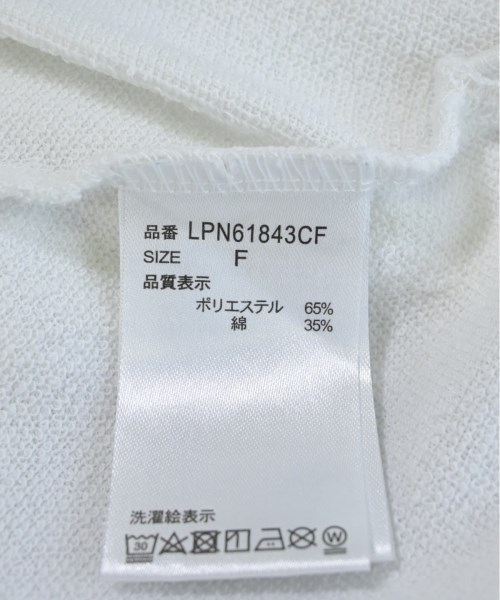 品番 LPN61843CF
SIZE F
品質表示
ポリエステル 65%
綿 35%
洗濯絵表示
30 W